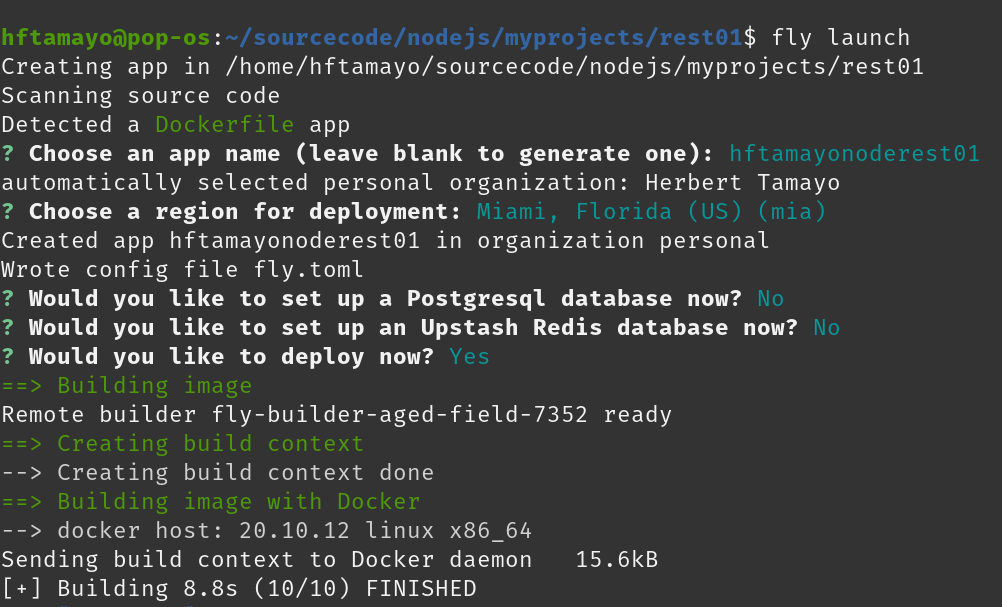 hftamayo@pop-os:~/sourcecode/nodejs/myprojects/rest01$ fly launch
Creating app in /home/hftamayo/sourcecode/nodejs/myprojects/rest01
Scanning source code
Detected a Dockerfile app
? Choose an app name (leave blank to generate one): hftamayonoderest01
automatically selected personal organization: Herbert Tamayo
? Choose a region for deployment: Miami, Florida (US) (mia)
Created app hftamayonoderest01 in organization personal
Wrote config file fly.toml
? Would you like to set up a Postgresql database now? No
? Would you like to set up an Upstash Redis database now? No
? Would you like to deploy now? Yes
==> Building image
Remote builder fly-builder-aged-field-7352 ready
==> Creating build context
--> Creating build context done
==> Building image with Docker
--> docker host: 20.10.12 linux x86_64
Sending build context to Docker daemon   15.6kB
[+] Building 8.8s (10/10) FINISHED